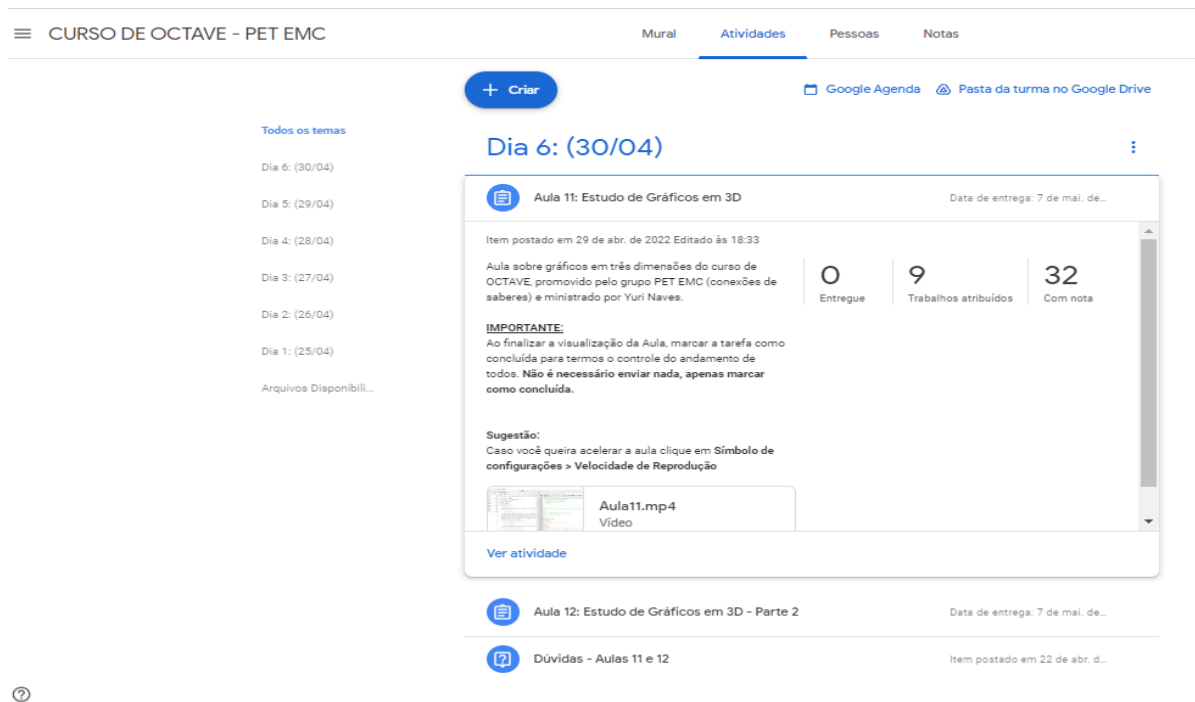 CURSO DE OCTAVE - PET EMC
Mural
Atividades
Pessoas
Notas
Criar
Google Agenda
Pasta da turma no Google Drive
Todos os temas
Dia 6: (30/04)
Dia 5: (29/04)
Dia 4: (28/04)
Dia 3: (27/04)
Dia 2: (26/04)
Dia 1: (25/04)
Arquivos Disponibili...
Dia 6: (30/04)
Aula 11: Estudo de Gráficos em 3D
Data de entrega: 7 de mai. de...
Item postado em 29 de abr. de 2022 Editado às 18:33
Aula sobre gráficos em três dimensões do curso de
OCTAVE, promovido pelo grupo PET EMC (conexões de
saberes) e ministrado por Yuri Naves.
0
Entregue
9
Trabalhos atribuídos
32
Com nota
IMPORTANTE:
Ao finalizar a visualização da Aula, marcar a tarefa como
concluída para termos o controle do andamento de
todos. Não é necessário enviar nada, apenas marcar
como concluída.
Sugestão:
Caso você queira acelerar a aula clique em Símbolo de
configurações > Velocidade de Reprodução
Aula11.mp4
Vídeo
Ver atividade
Aula 12: Estudo de Gráficos em 3D - Parte 2
Data de entrega: 7 de mai. de...
Dúvidas - Aulas 11 e 12
Item postado em 22 de abr. d...